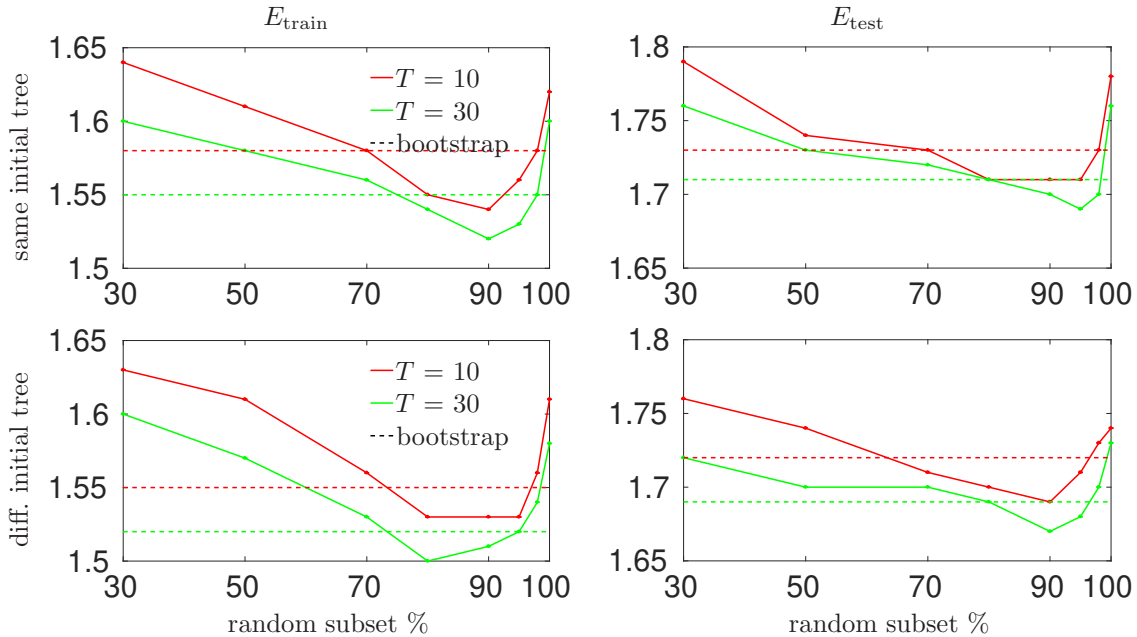 E_train
E_test
same initial tree
1.65
1.6
1.55
1.5
30 50 70 90 100
T = 10
T = 30
bootstrap
1.8
1.75
1.7
1.65
30 50 70 90 100
diff. initial tree
1.65
1.6
1.55
1.5
30 50 70 90 100
random subset %
T = 10
T = 30
bootstrap
1.8
1.75
1.7
1.65
30 50 70 90 100
random subset %